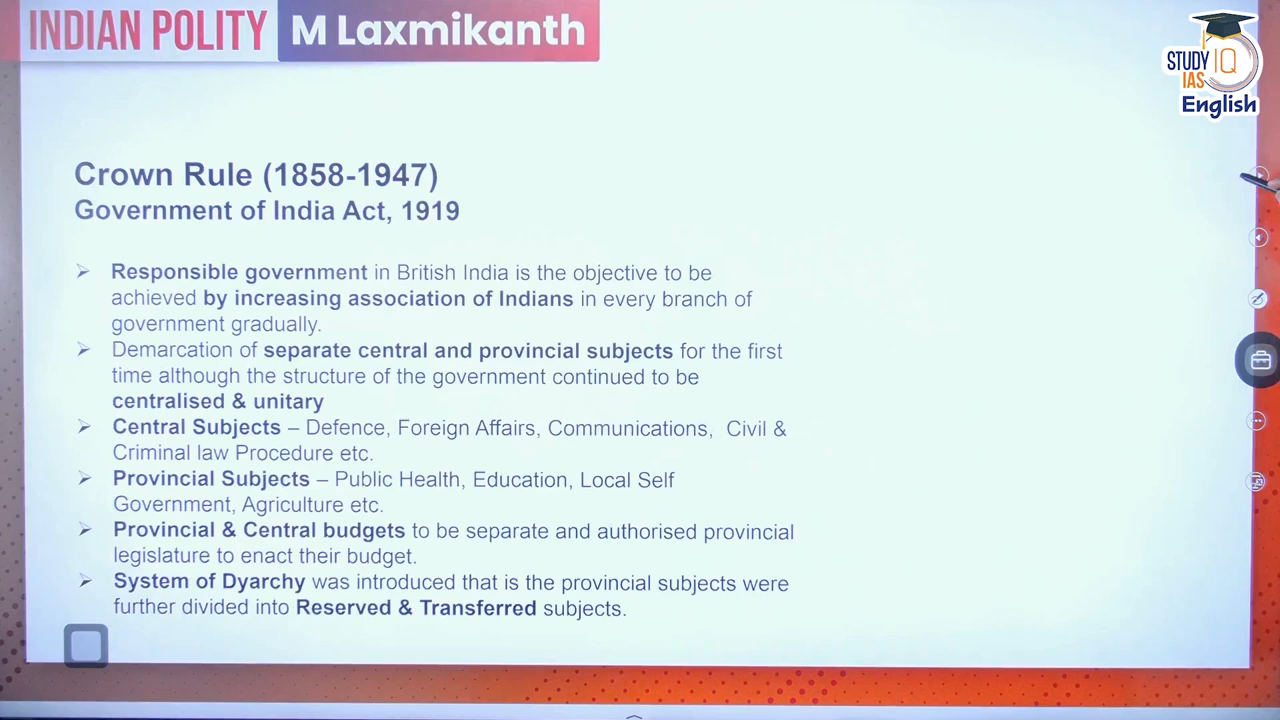 INDIAN POLITY M Laxmikanth
STUDY IQ
IAS
English
Crown Rule (1858-1947)
Government of India Act, 1919
➢ Responsible government in British India is the objective to be
achieved by increasing association of Indians in every branch of
government gradually.
➢ Demarcation of separate central and provincial subjects for the first
time although the structure of the government continued to be
centralised & unitary
➢ Central Subjects – Defence, Foreign Affairs, Communications, Civil &
Criminal law Procedure etc.
➢ Provincial Subjects – Public Health, Education, Local Self
Government, Agriculture etc.
➢ Provincial & Central budgets to be separate and authorised provincial
legislature to enact their budget.
➢ System of Dyarchy was introduced that is the provincial subjects were
further divided into Reserved & Transferred subjects.